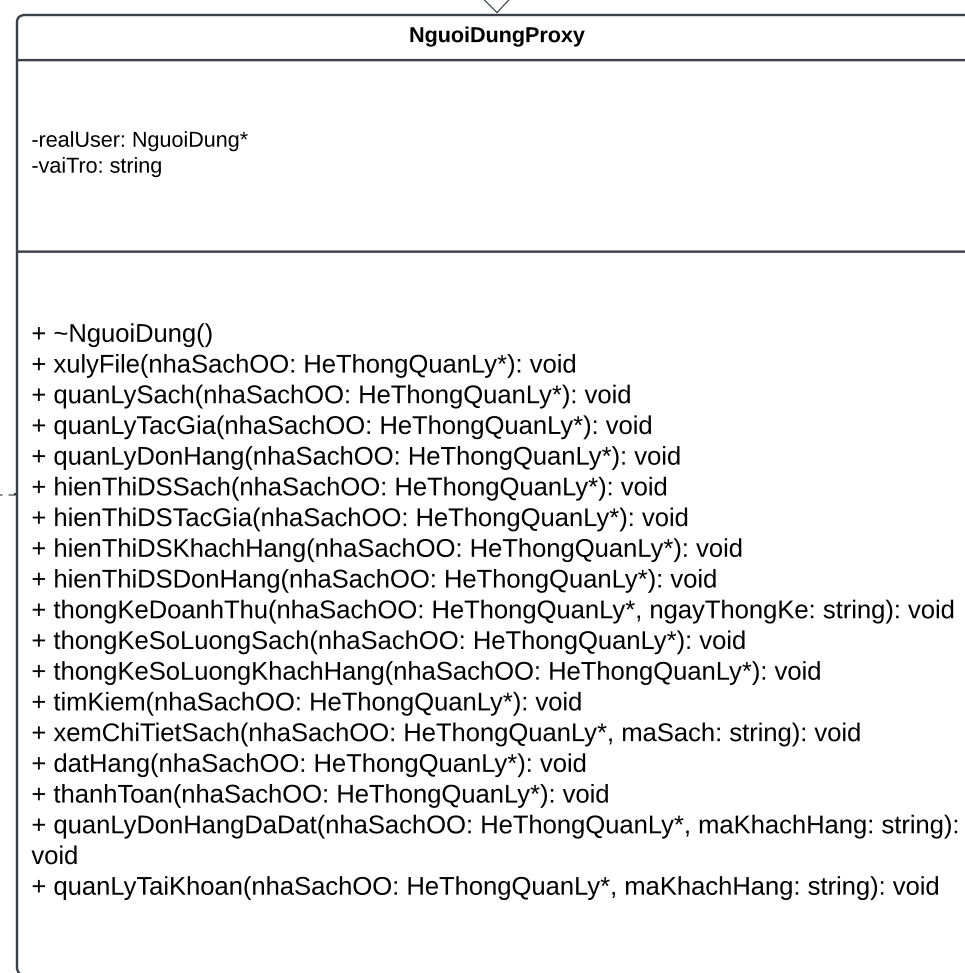 NguoiDungProxy
-realUser: NguoiDung*
-vaiTro: string
+ ~NguoiDung()
+ xulyFile(nhaSachOO: HeThongQuanLy*): void
+ quanLySach(nhaSachOO: HeThongQuanLy*): void
+ quanLyTacGia(nhaSachOO: HeThongQuanLy*): void
+ quanLyDonHang(nhaSachOO: HeThongQuanLy*): void
+ hienThiDSSach(nhaSachOO: HeThongQuanLy*): void
+ hienThiDSTacGia(nhaSachOO: HeThongQuanLy*): void
+ hienThiDSKhachHang(nhaSachOO: HeThongQuanLy*): void
+ hienThiDSDonHang(nhaSachOO: HeThongQuanLy*): void
+ thongKeDoanhThu(nhaSachOO: HeThongQuanLy*, ngayThongKe: string): void
+ thongKeSoLuongSach(nhaSachOO: HeThongQuanLy*): void
+ thongKeSoLuongKhachHang(nhaSachOO: HeThongQuanLy*): void
+ timKiem(nhaSachOO: HeThongQuanLy*): void
+ xemChiTietSach(nhaSachOO: HeThongQuanLy*, maSach: string): void
+ datHang(nhaSachOO: HeThongQuanLy*): void
+ thanhToan(nhaSachOO: HeThongQuanLy*): void
+ quanLyDonHangDaDat(nhaSachOO: HeThongQuanLy*, maKhachHang: string):
void
+ quanLyTaiKhoan(nhaSachOO: HeThongQuanLy*, maKhachHang: string): void